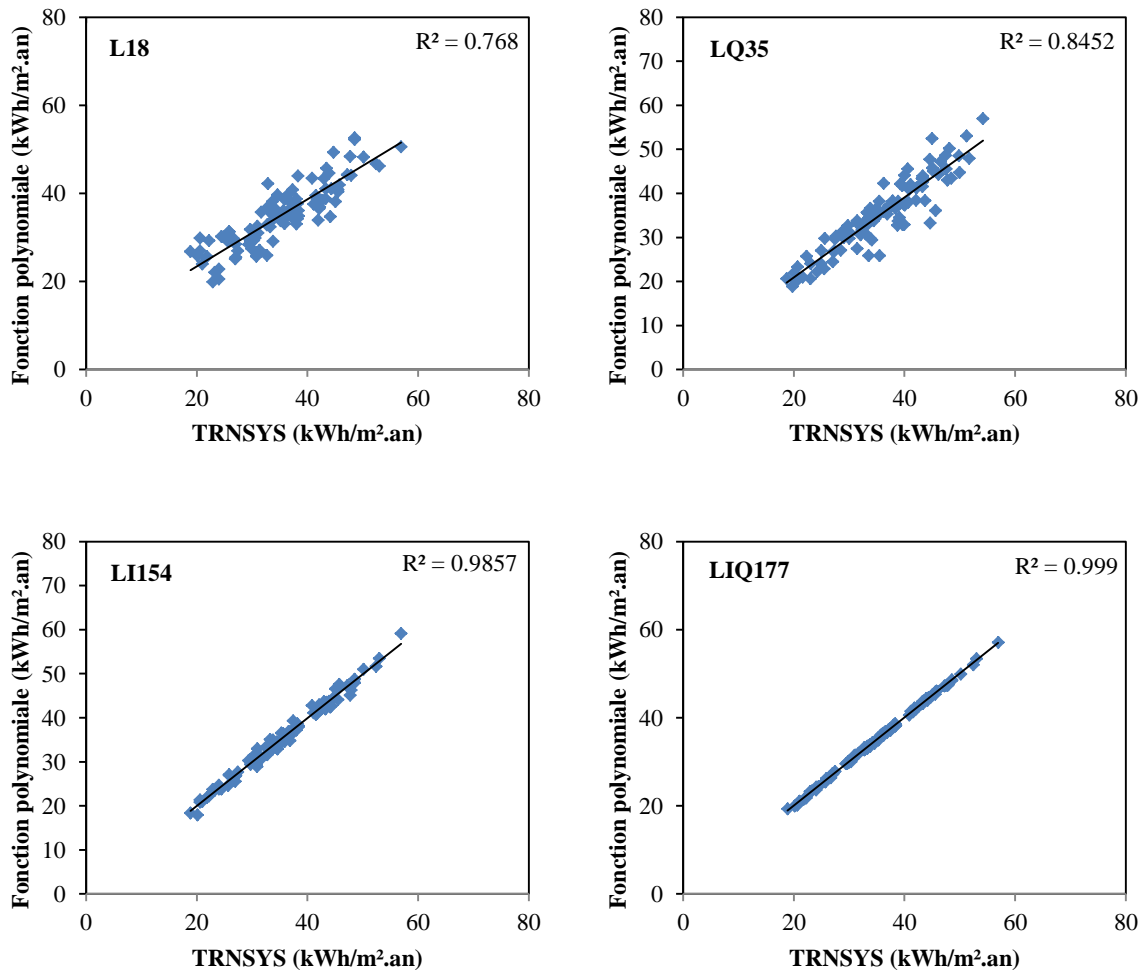 L18
R² = 0.768
80
60
40
20
0
0 20 40 60 80
Fonction polynomiale (kWh/m².an)
TRNSYS (kWh/m².an)
LQ35
R² = 0.8452
80
70
60
50
40
30
20
10
0
0 20 40 60 80
Fonction polynomiale (kWh/m².an)
TRNSYS (kWh/m².an)
LI154
R² = 0.9857
80
70
60
50
40
30
20
10
0
0 20 40 60 80
Fonction polynomiale (kWh/m².an)
TRNSYS (kWh/m².an)
LIQ177
R² = 0.999
80
60
40
20
0
0 20 40 60 80
Fonction polynomiale (kWh/m².an)
TRNSYS (kWh/m².an)